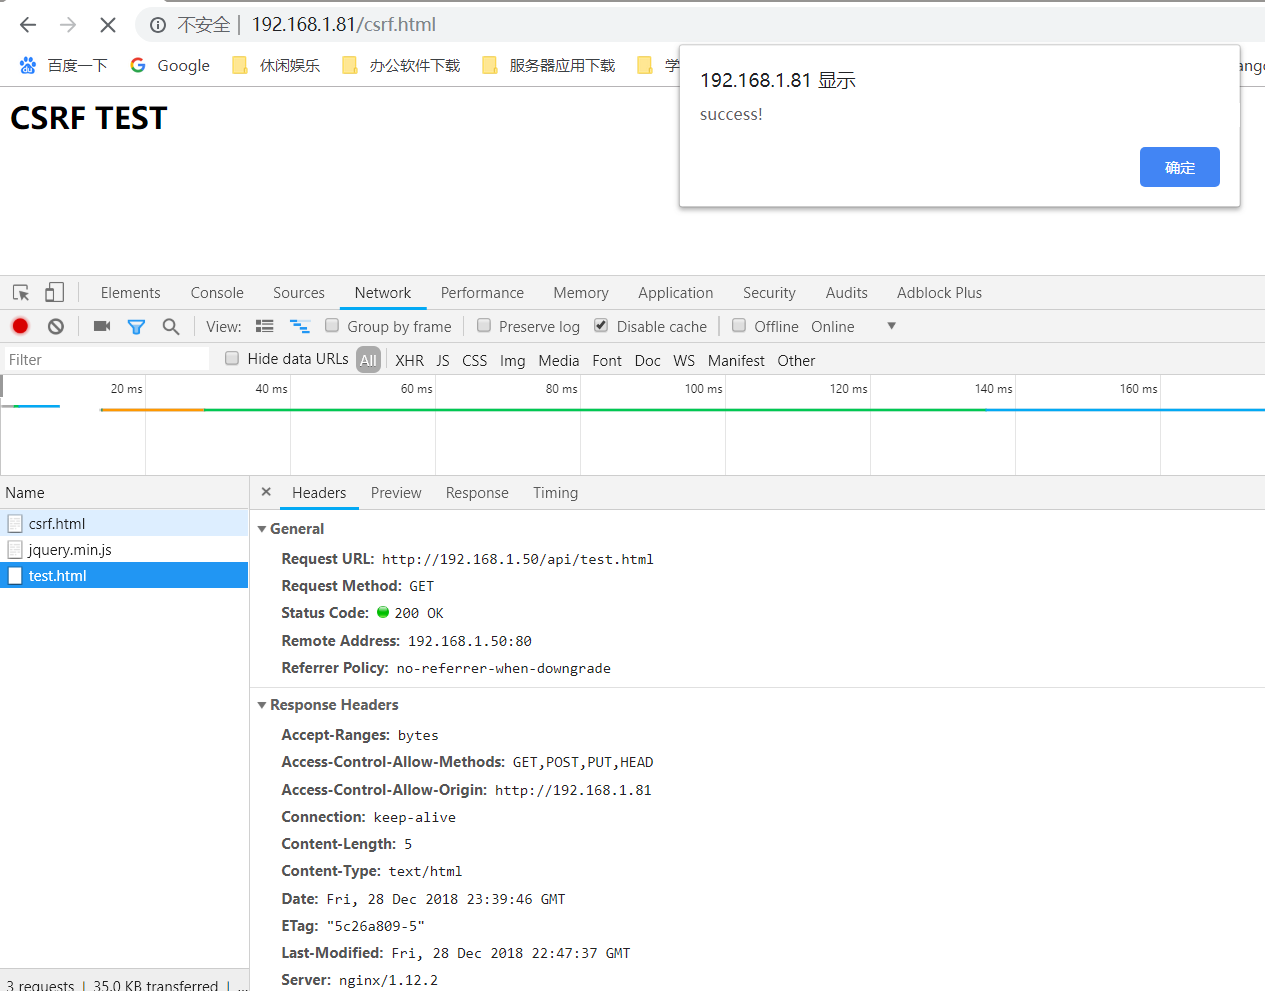 不安全 | 192.168.1.81/csrf.html
百度一下 Google 休闲娱乐 办公软件下载 服务器应用下载 学
192.168.1.81 显示
success!
确定
CSRF TEST
Elements Console Sources Network Performance Memory Application Security Audits Adblock Plus
View: Group by frame Preserve log Disable cache Offline Online
Filter Hide data URLs All XHR JS CSS Img Media Font Doc WS Manifest Other
20 ms 40 ms 60 ms 80 ms 100 ms 120 ms 140 ms 160 ms
Name
csrf.html
jquery.min.js
test.html
3 requests | 35.0 KB transferred | ...
× Headers Preview Response Timing
General
Request URL: http://192.168.1.50/api/test.html
Request Method: GET
Status Code: 200 OK
Remote Address: 192.168.1.50:80
Referrer Policy: no-referrer-when-downgrade
Response Headers
Accept-Ranges: bytes
Access-Control-Allow-Methods: GET,POST,PUT,HEAD
Access-Control-Allow-Origin: http://192.168.1.81
Connection: keep-alive
Content-Length: 5
Content-Type: text/html
Date: Fri, 28 Dec 2018 23:39:46 GMT
ETag: "5c26a809-5"
Last-Modified: Fri, 28 Dec 2018 22:47:37 GMT
Server: nginx/1.12.2